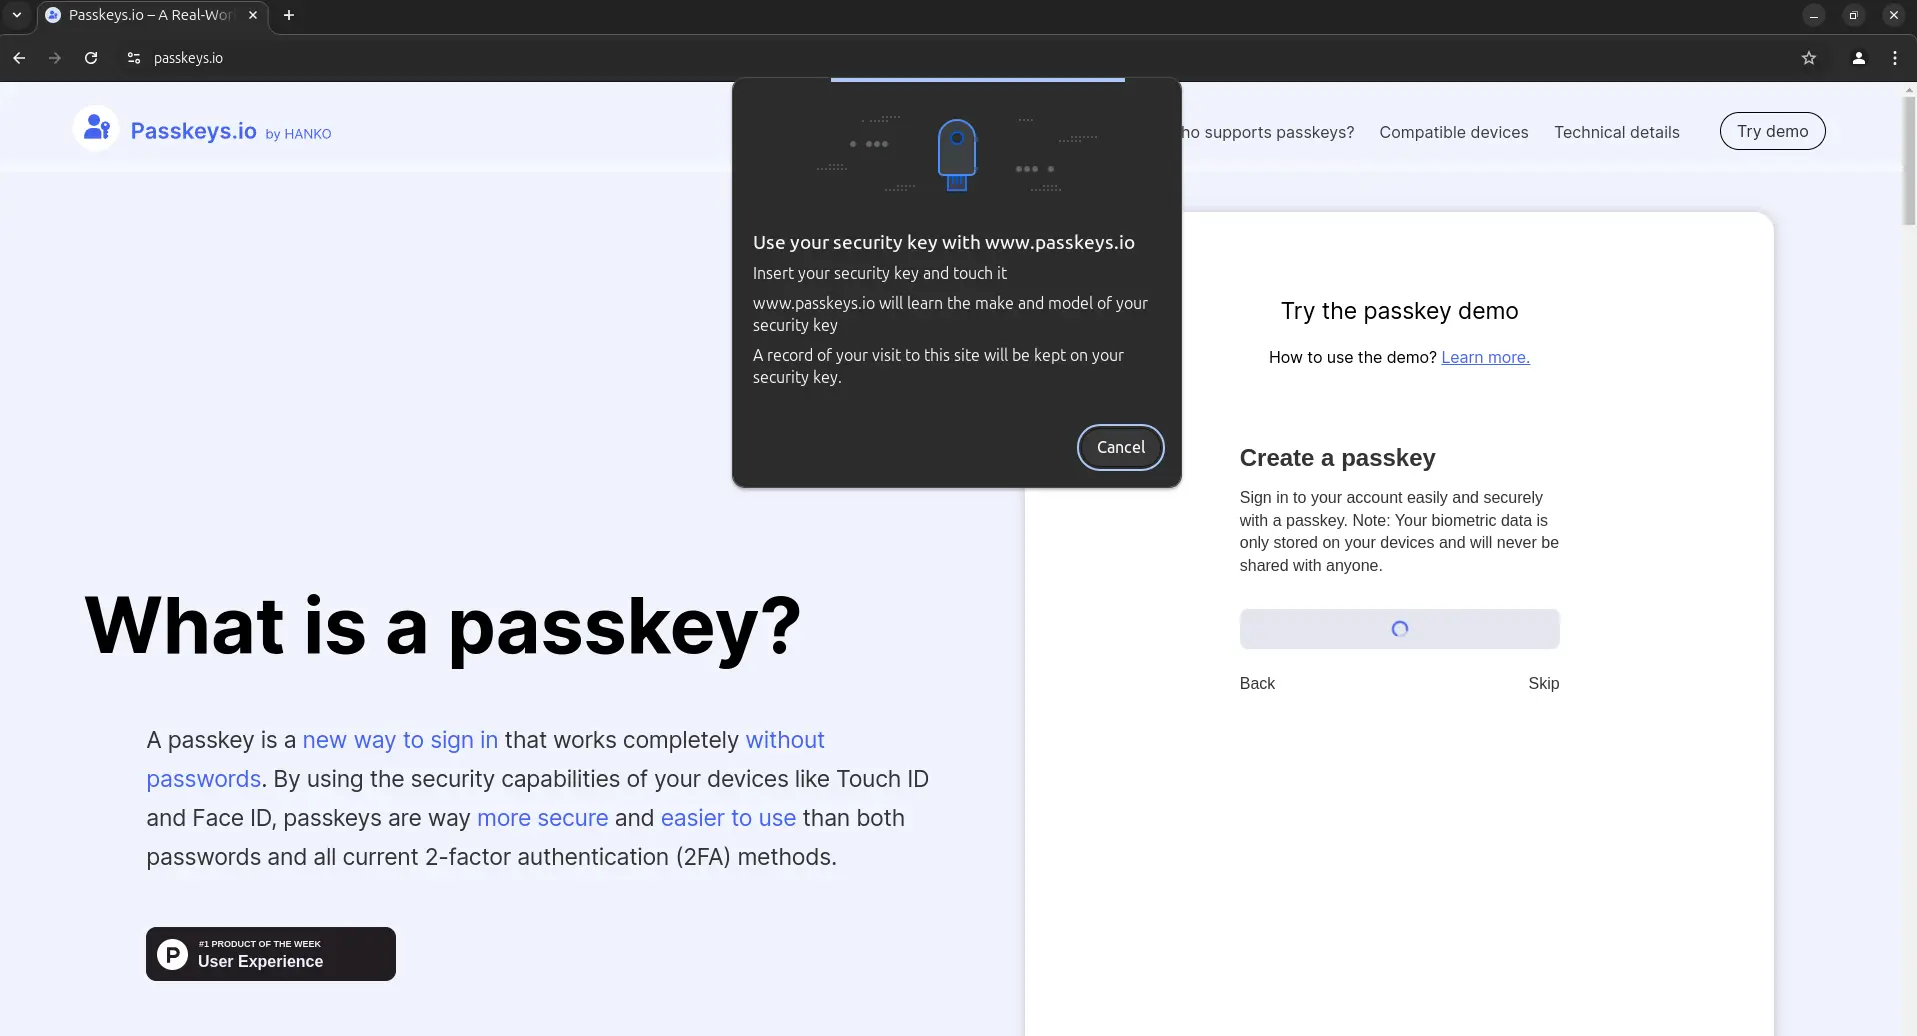 Passkeys.io – A Real-Wor
passkeys.io
Passkeys.io by HANKO
ho supports passkeys?
Compatible devices
Technical details
Try demo
Use your security key with www.passkeys.io
Insert your security key and touch it
www.passkeys.io will learn the make and model of your
security key
A record of your visit to this site will be kept on your
security key.
Cancel
Try the passkey demo
How to use the demo? Learn more.
Create a passkey
Sign in to your account easily and securely
with a passkey. Note: Your biometric data is
only stored on your devices and will never be
shared with anyone.
Back
Skip
What is a passkey?
A passkey is a new way to sign in that works completely without
passwords. By using the security capabilities of your devices like Touch ID
and Face ID, passkeys are way more secure and easier to use than both
passwords and all current 2-factor authentication (2FA) methods.
P
#1 PRODUCT OF THE WEEK
User Experience